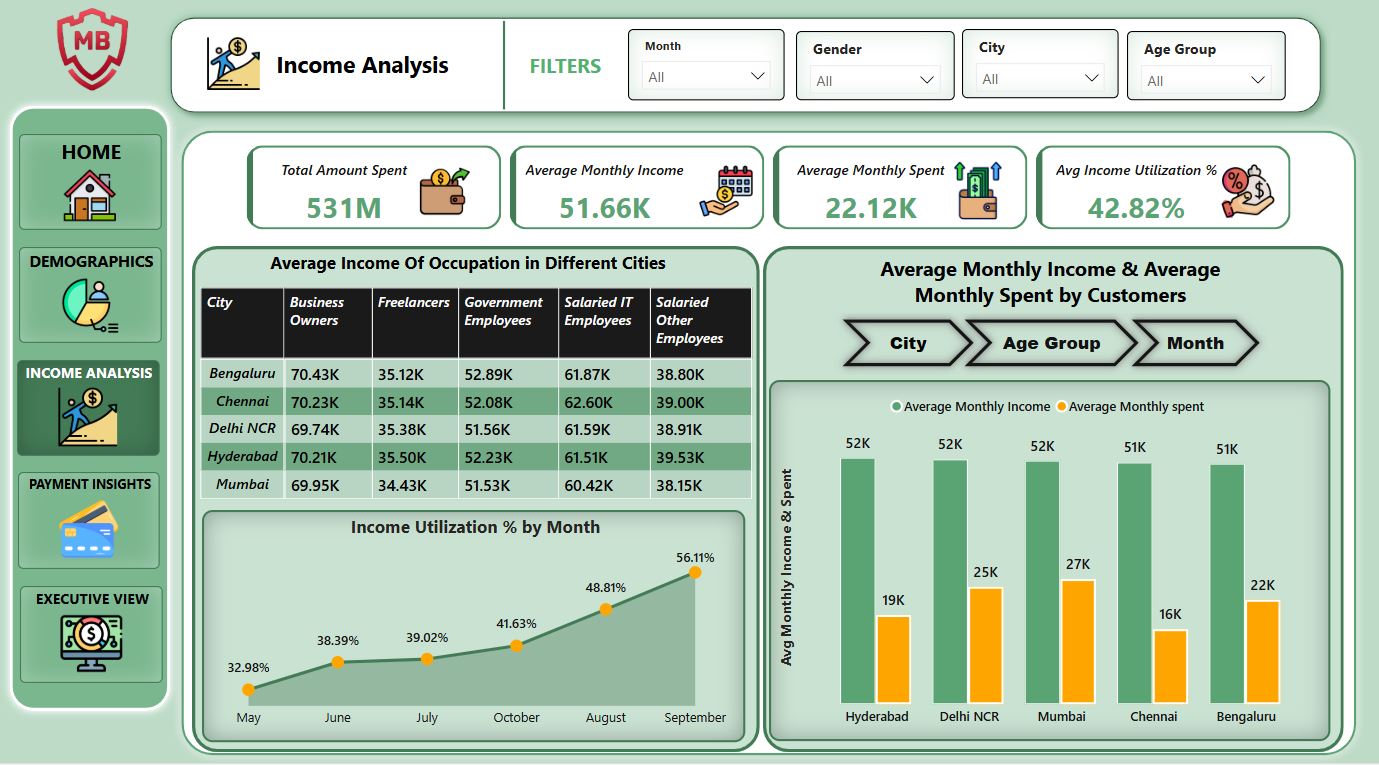 MB
Income Analysis
FILTERS
Month
All
Gender
All
City
All
Age Group
All
HOME
DEMOGRAPHICS
INCOME ANALYSIS
PAYMENT INSIGHTS
EXECUTIVE VIEW
Total Amount Spent
531M
Average Monthly Income
51.66K
Average Monthly Spent
22.12K
Avg Income Utilization %
42.82%
Average Income Of Occupation in Different Cities
City Business Owners Freelancers Government Employees Salaried IT Employees Salaried Other Employees
Bengaluru 70.43K 35.12K 52.89K 61.87K 38.80K
Chennai 70.23K 35.14K 52.08K 62.60K 39.00K
Delhi NCR 69.74K 35.38K 51.56K 61.59K 38.91K
Hyderabad 70.21K 35.50K 52.23K 61.51K 39.53K
Mumbai 69.95K 34.43K 51.53K 60.42K 38.15K
Income Utilization % by Month
32.98% 38.39% 39.02% 41.63% 48.81% 56.11%
May June July October August September
Average Monthly Income & Average
Monthly Spent by Customers
City Age Group Month
Average Monthly Income Average Monthly spent
Avg Monthly Income & Spent
52K 52K 52K 51K 51K
19K 25K 27K 16K 22K
Hyderabad Delhi NCR Mumbai Chennai Bengaluru